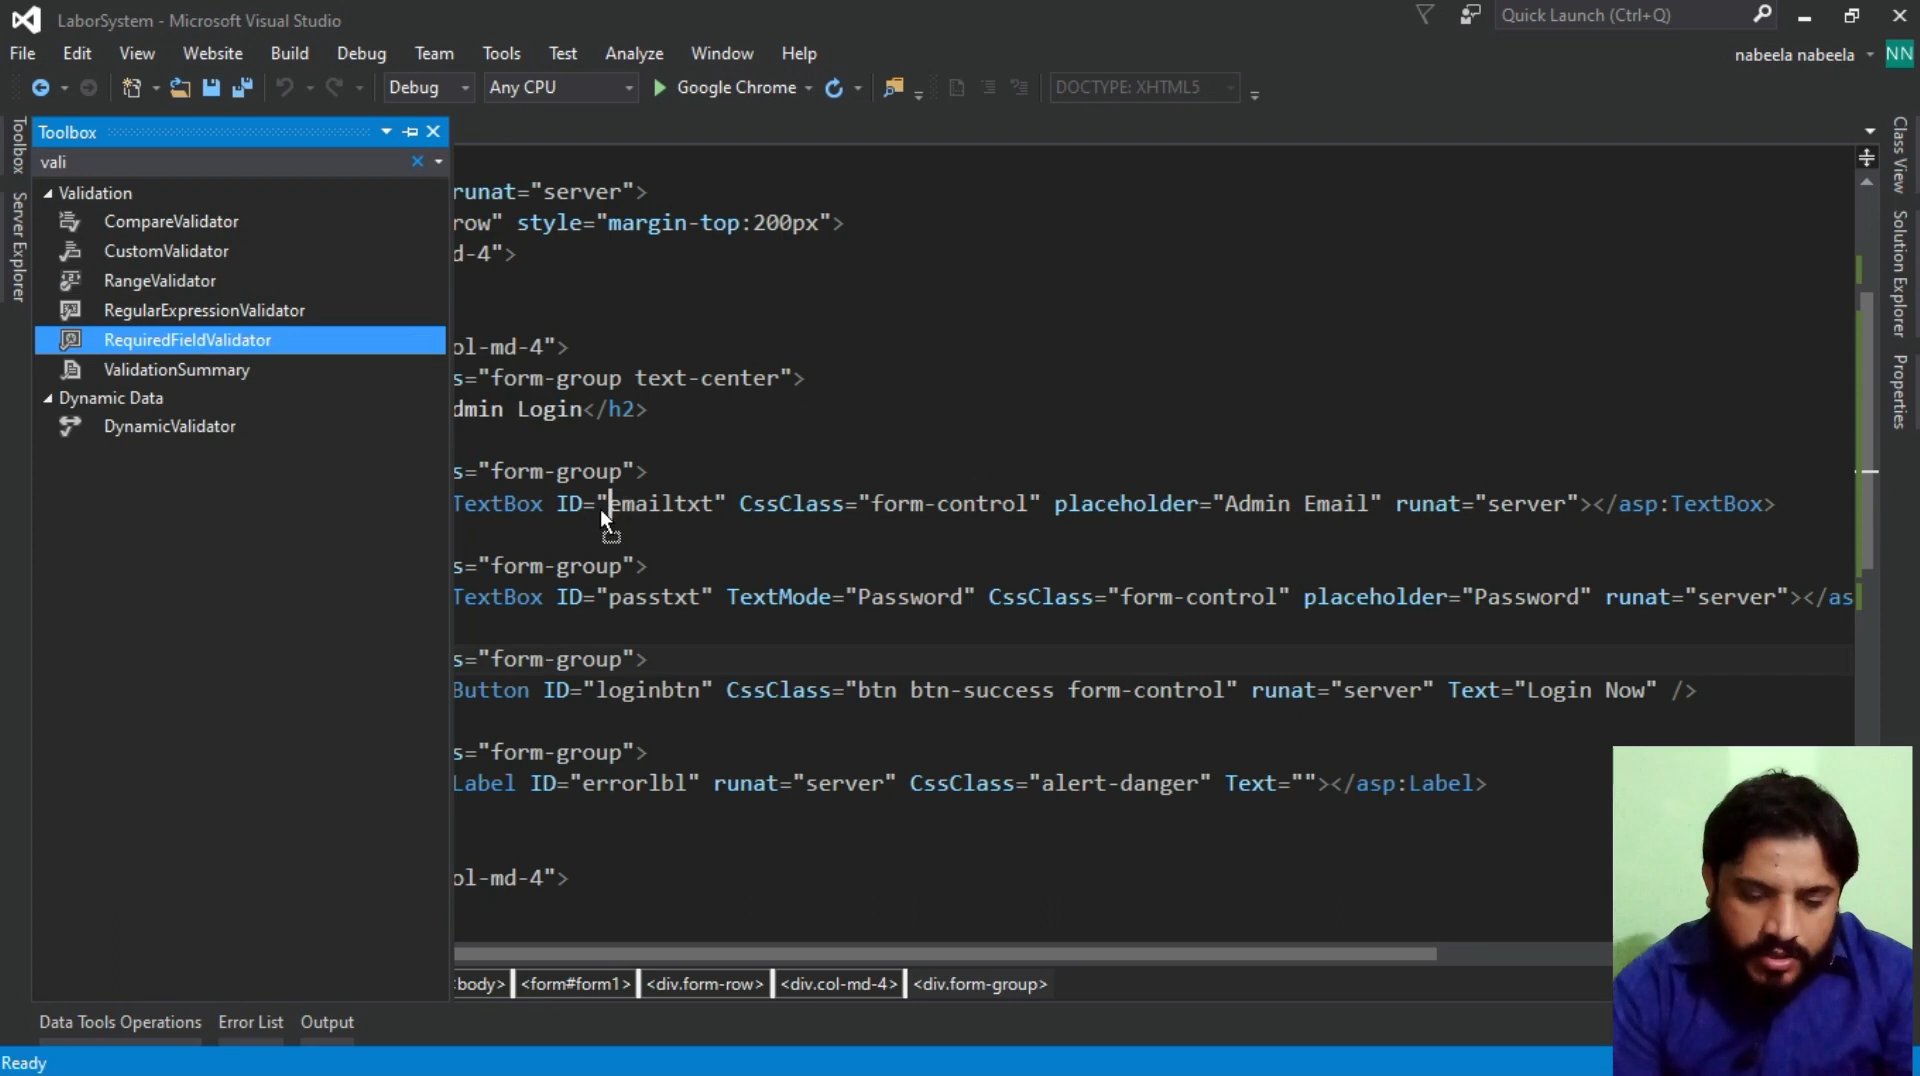 LaborSystem - Microsoft Visual Studio
Quick Launch (Ctrl+Q)
File Edit View Website Build Debug Team Tools Test Analyze Window Help
nabeela nabeela NN
Debug Any CPU Google Chrome DOCTYPE: XHTML5
Toolbox
Server Explorer
Toolbox
vali
Validation
CompareValidator
CustomValidator
RangeValidator
RegularExpressionValidator
RequiredFieldValidator
ValidationSummary
Dynamic Data
DynamicValidator
runat="server">
row" style="margin-top:200px">
d-4">
ol-md-4">
s="form-group text-center">
dmin Login</h2>
s="form-group">
TextBox ID="emailtxt" CssClass="form-control" placeholder="Admin Email" runat="server"></asp:TextBox>
s="form-group">
TextBox ID="passtxt" TextMode="Password" CssClass="form-control" placeholder="Password" runat="server"></as
s="form-group">
Button ID="loginbtn" CssClass="btn btn-success form-control" runat="server" Text="Login Now" />
s="form-group">
Label ID="errorlbl" runat="server" CssClass="alert-danger" Text=""></asp:Label>
ol-md-4">
body> <form#form1> <div.form-row> <div.col-md-4> <div.form-group>
Class View
Solution Explorer
Properties
Data Tools Operations Error List Output
Ready